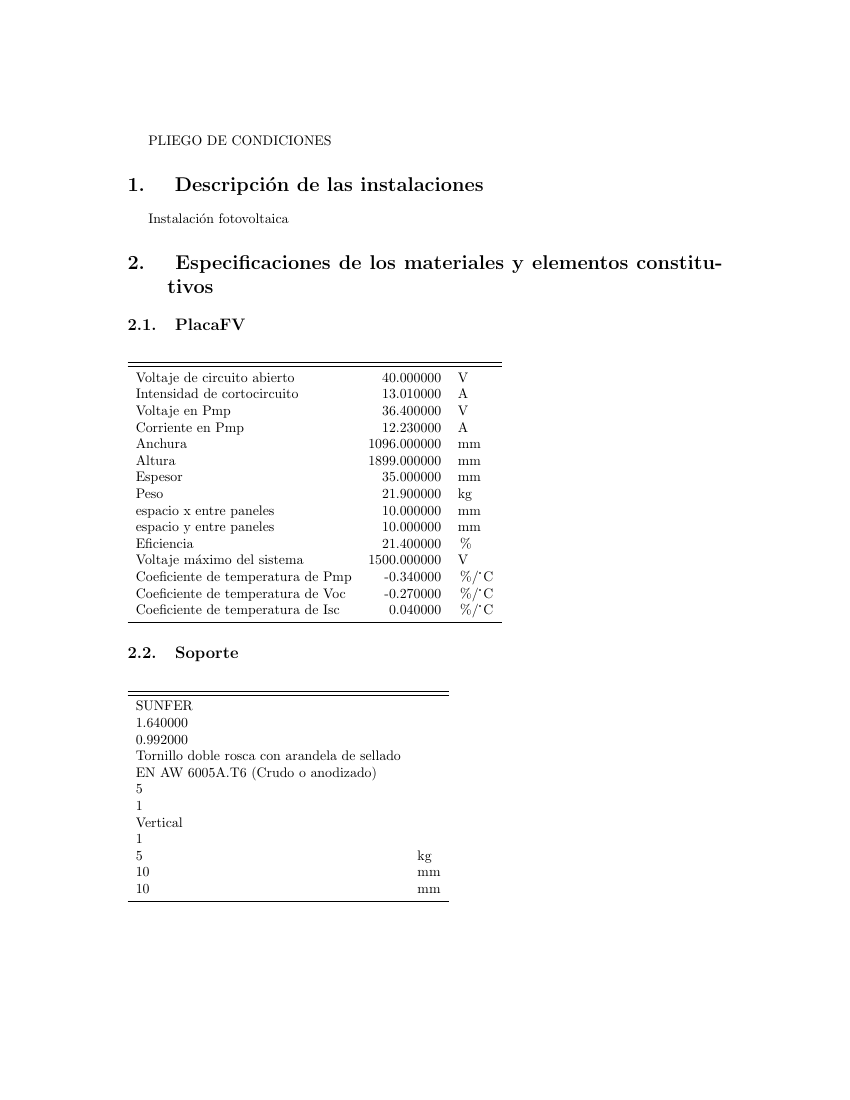 PLIEGO DE CONDICIONES
1. Descripción de las instalaciones
Instalación fotovoltaica
2. Especificaciones de los materiales y elementos constitu-
tivos
2.1. PlacaFV
Voltaje de circuito abierto 40.000000 V
Intensidad de cortocircuito 13.010000 A
Voltaje en Pmp 36.400000 V
Corriente en Pmp 12.230000 A
Anchura 1096.000000 mm
Altura 1899.000000 mm
Espesor 35.000000 mm
Peso 21.900000 kg
espacio x entre paneles 10.000000 mm
espacio y entre paneles 10.000000 mm
Eficiencia 21.400000 %
Voltaje máximo del sistema 1500.000000 V
Coeficiente de temperatura de Pmp -0.340000 %/°C
Coeficiente de temperatura de Voc -0.270000 %/°C
Coeficiente de temperatura de Isc 0.040000 %/°C
2.2. Soporte
SUNFER
1.640000
0.992000
Tornillo doble rosca con arandela de sellado
EN AW 6005A.T6 (Crudo o anodizado)
5
1
Vertical
1
5 kg
10 mm
10 mm